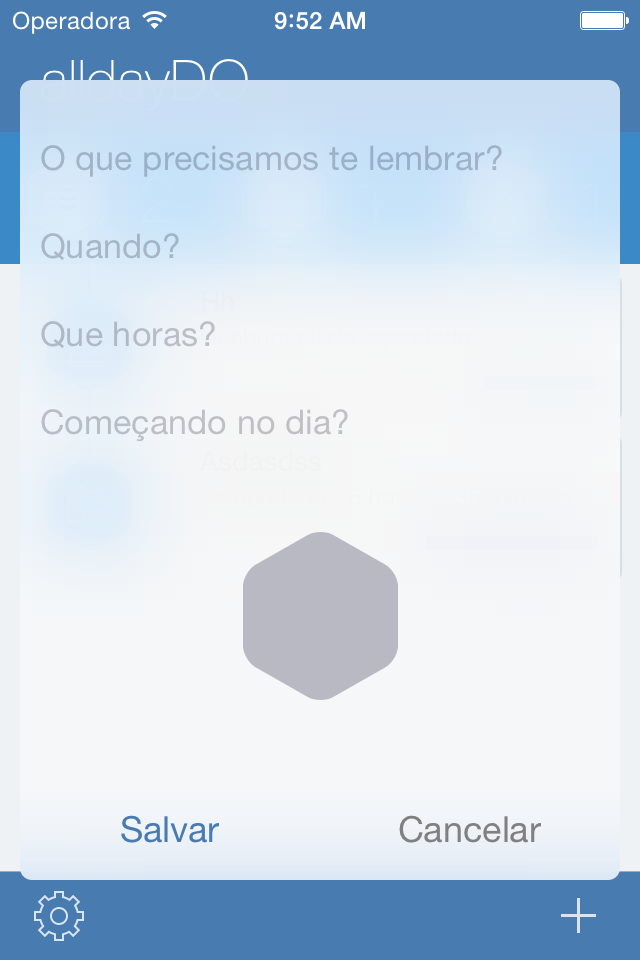 Operadora 9:52 AM
alldayDO
O que precisamos te lembrar?
Quando?
Que horas?
Começando no dia?
Asdasdss
Salvar Cancelar